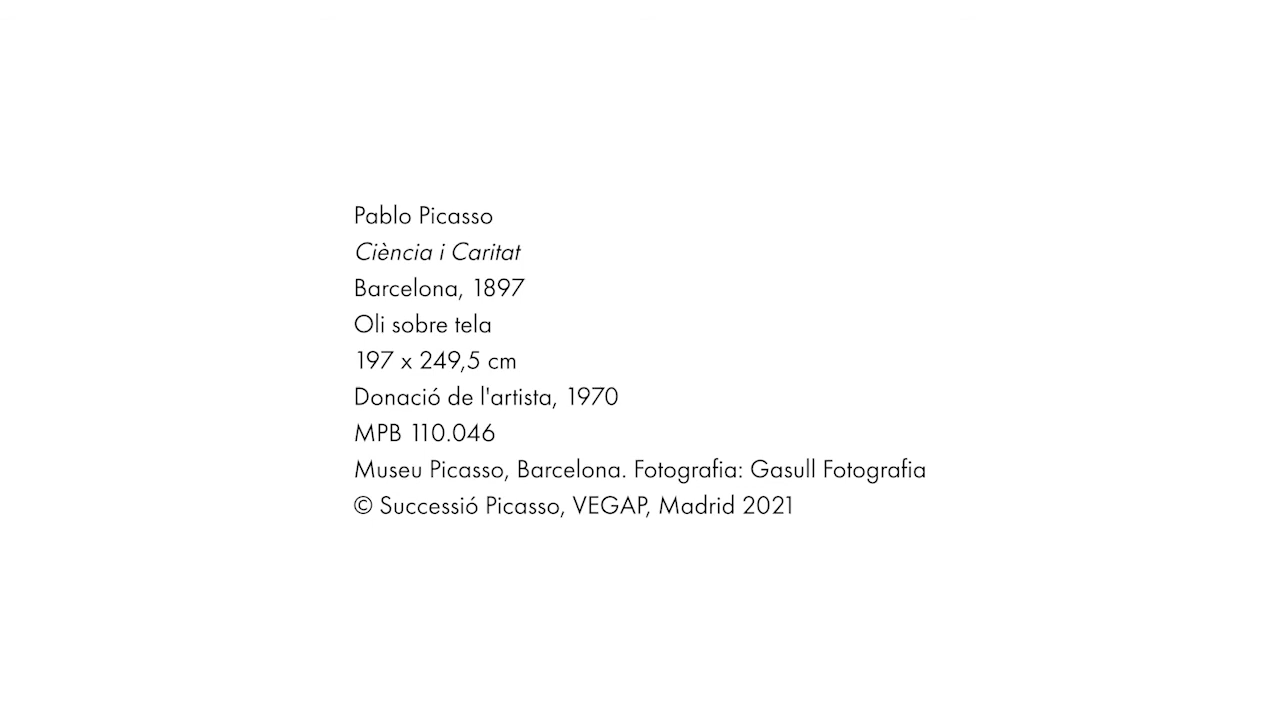 Pablo Picasso
Ciència i Caritat
Barcelona, 1897
Oli sobre tela
197 x 249,5 cm
Donació de l'artista, 1970
MPB 110.046
Museu Picasso, Barcelona. Fotografia: Gasull Fotografia
© Successió Picasso, VEGAP, Madrid 2021